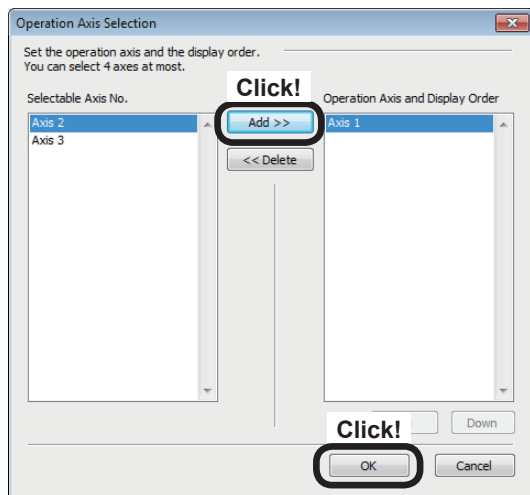 Operation Axis Selection
Set the operation axis and the display order.
You can select 4 axes at most.
Click!
Selectable Axis No.
Operation Axis and Display Order
Axis 2
Axis 3
Add >>
Axis 1
<< Delete
Click!
Down
OK
Cancel